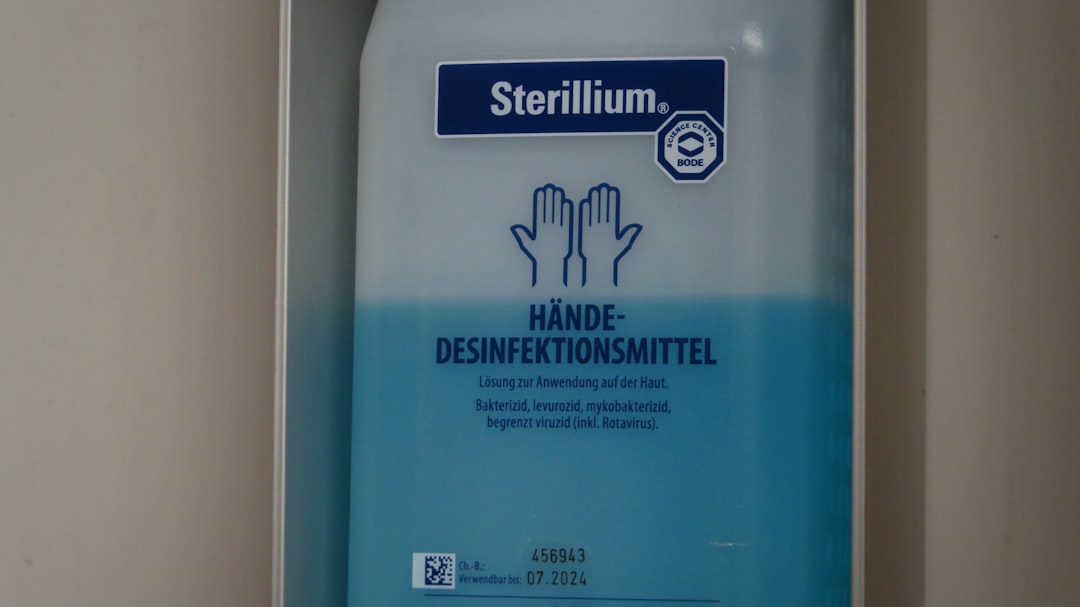 Sterillium®
SCIENCE CENTER
BODE
HÄNDE-
DESINFEKTIONSMITTEL
Lösung zur Anwendung auf der Haut.
Bakterizid, levurozid, mykobakterizid,
begrenzt viruzid (inkl. Rotavirus).
Ch.-B.: 456943
Verwendbar bis: 07.2024